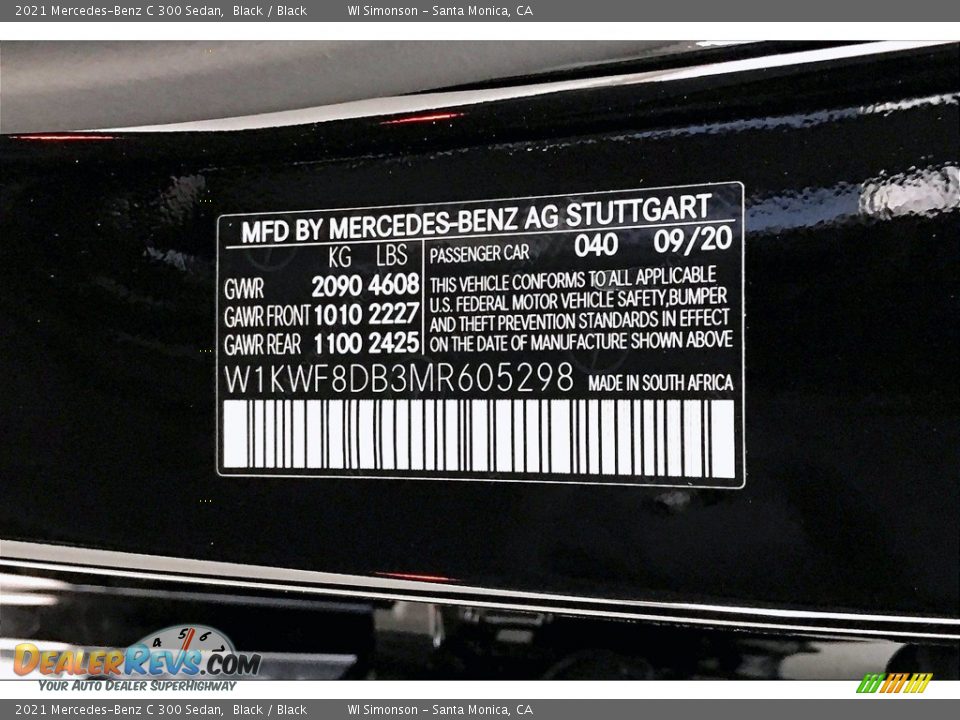 2021 Mercedes-Benz C 300 Sedan, Black / Black WI Simonson - Santa Monica, CA
MFD BY MERCEDES-BENZ AG STUTTGART
KG LBS PASSENGER CAR 040 09/20
GVWR 2090 4608
GAWR FRONT 1010 2227
GAWR REAR 1100 2425
THIS VEHICLE CONFORMS TO ALL APPLICABLE
U.S. FEDERAL MOTOR VEHICLE SAFETY,BUMPER
AND THEFT PREVENTION STANDARDS IN EFFECT
ON THE DATE OF MANUFACTURE SHOWN ABOVE
W1KWF8DB3MR605298 MADE IN SOUTH AFRICA
4 5 6
DEALERREVS.COM
YOUR AUTO DEALER SUPERHIGHWAY
2021 Mercedes-Benz C 300 Sedan, Black / Black WI Simonson - Santa Monica, CA